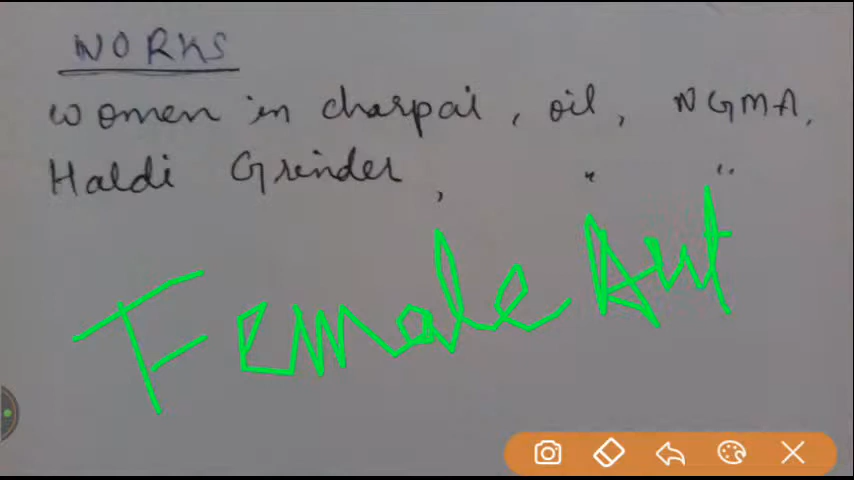 WORKS
women in charpai, oil, NGMA,
Haldi Grinder, " "
Female Art